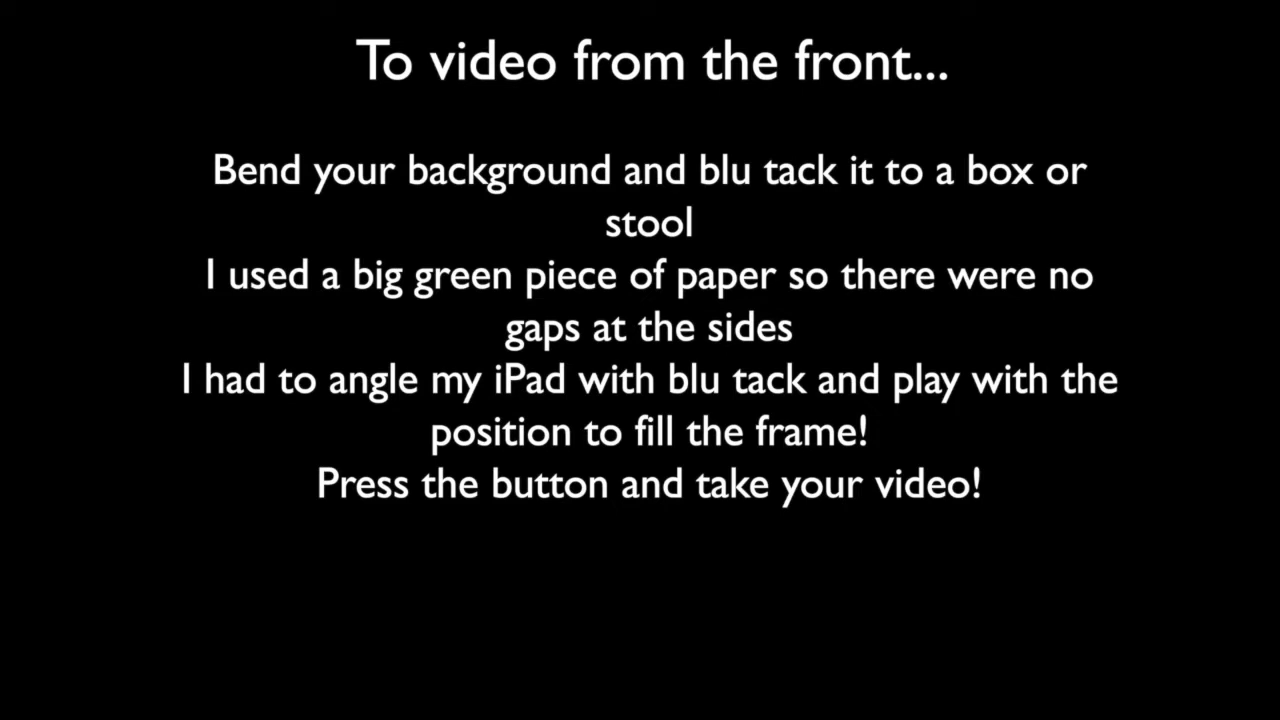 To video from the front...
Bend your background and blu tack it to a box or
stool
I used a big green piece of paper so there were no
gaps at the sides
I had to angle my iPad with blu tack and play with the
position to fill the frame!
Press the button and take your video!